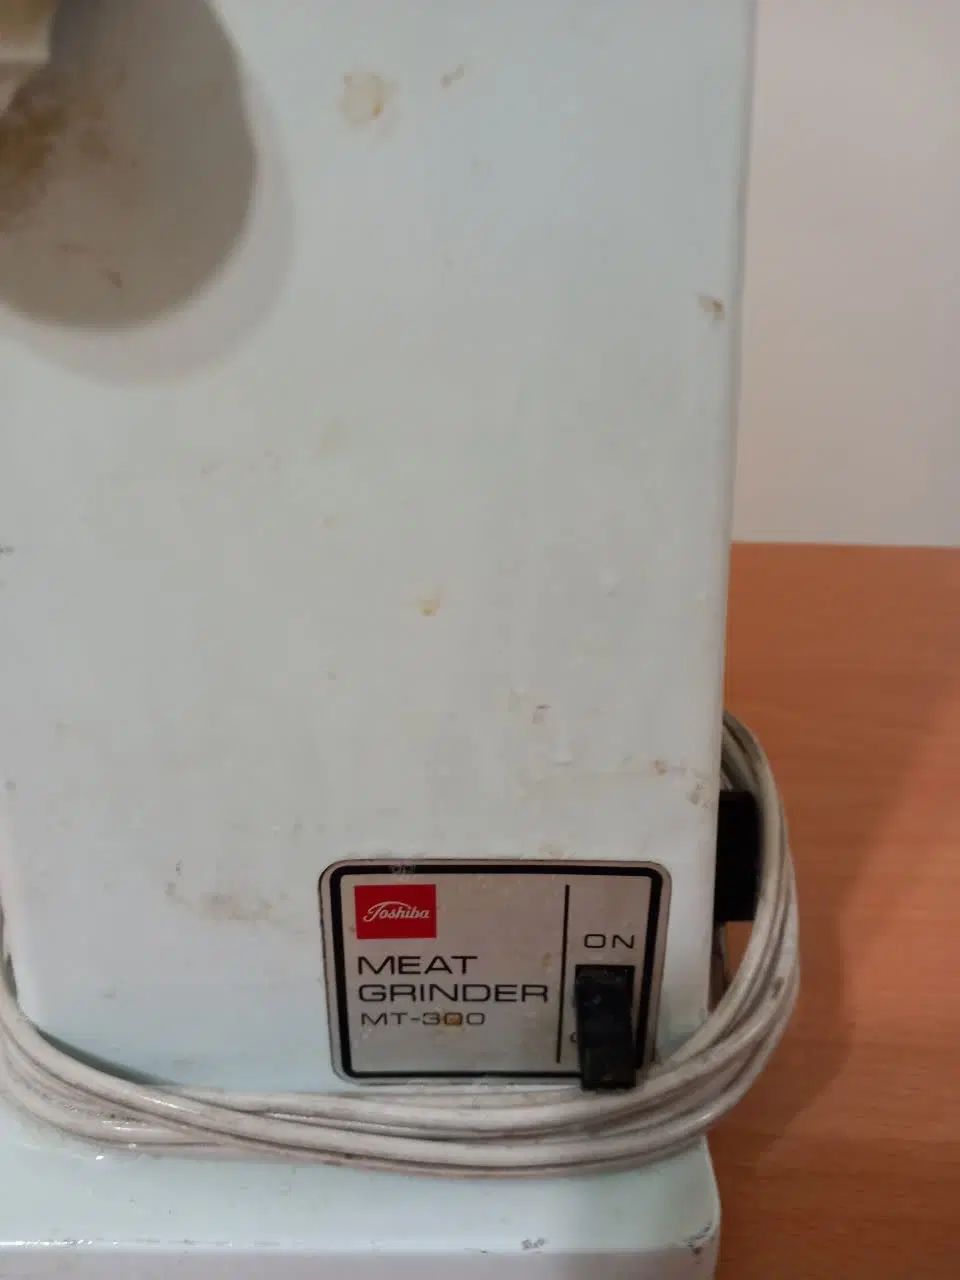 Toshiba
ON
MEAT
GRINDER
MT-300